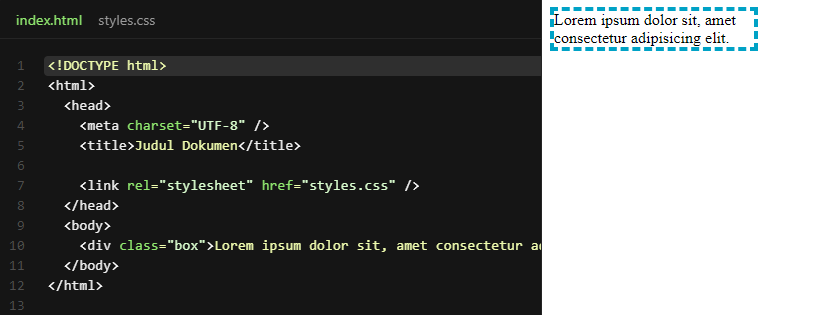 index.html styles.css
1 <!DOCTYPE html>
2 <html>
3 <head>
4 <meta charset="UTF-8" />
5 <title>Judul Dokumen</title>
6
7 <link rel="stylesheet" href="styles.css" />
8 </head>
9 <body>
10 <div class="box">Lorem ipsum dolor sit, amet consectetur ad
11 </body>
12 </html>
13
Lorem ipsum dolor sit, amet
consectetur adipisicing elit.